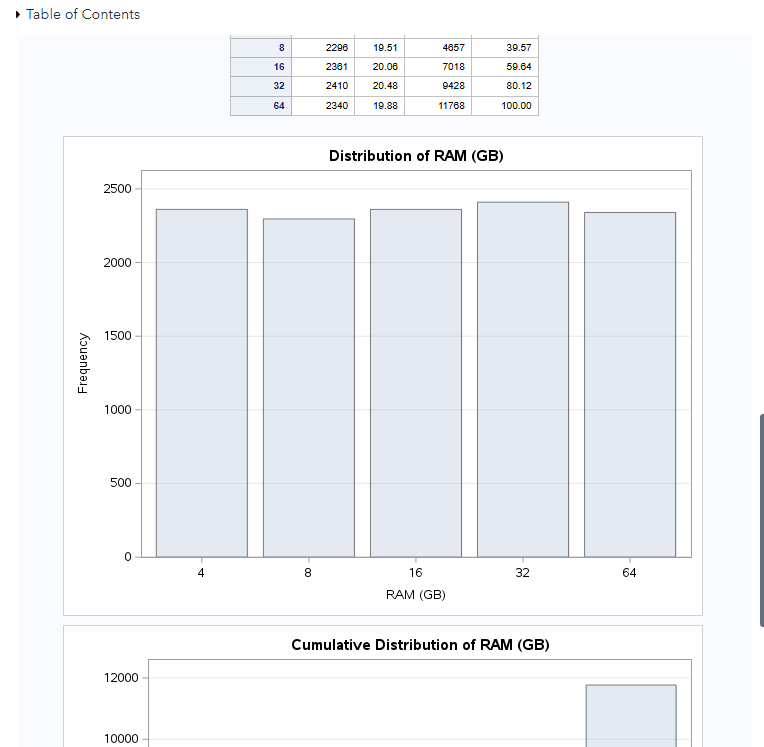 Table of Contents
8 2296 19.51 4657 39.57
16 2361 20.06 7018 59.64
32 2410 20.48 9428 80.12
64 2340 19.88 11768 100.00
Distribution of RAM (GB)
2500
2000
1500
1000
500
0
Frequency
4 8 16 32 64
RAM (GB)
Cumulative Distribution of RAM (GB)
12000
10000